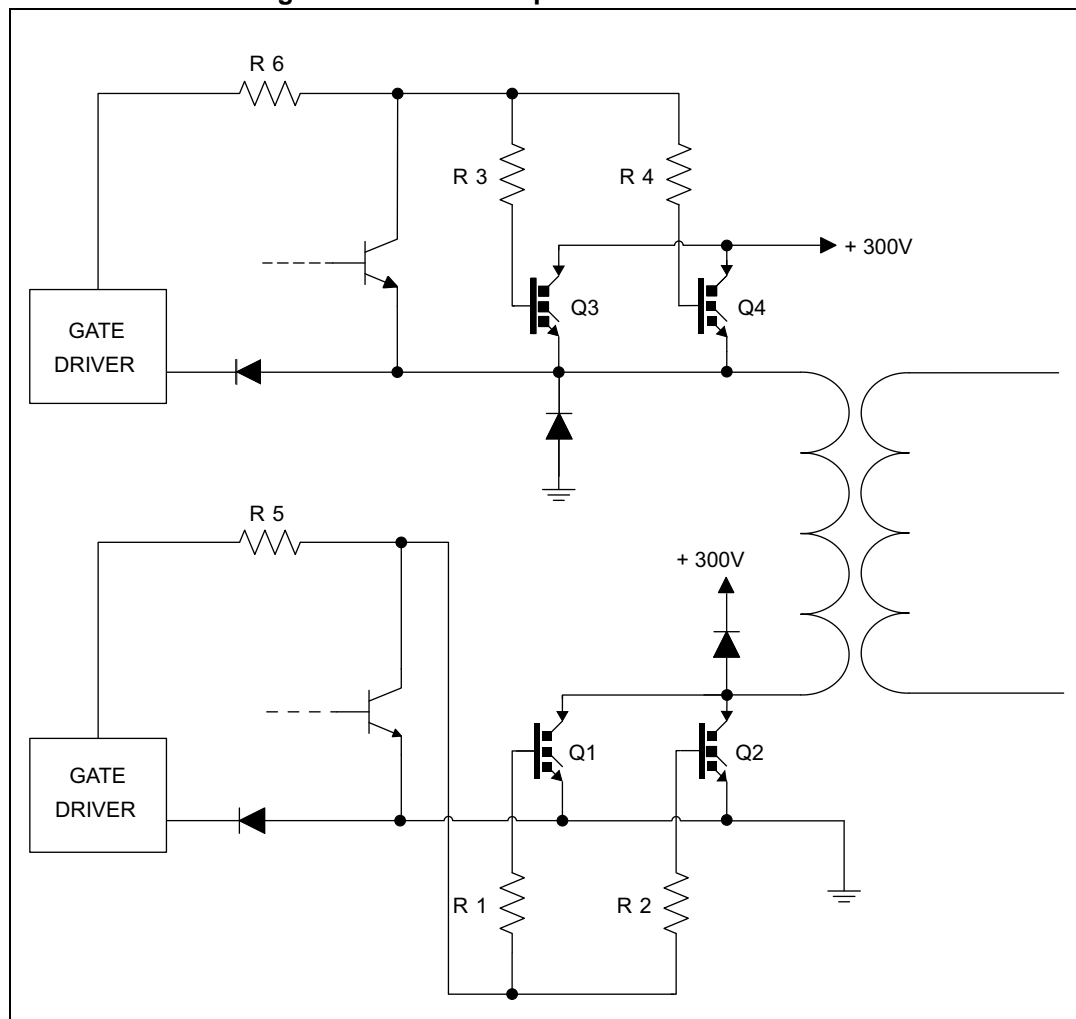 R 6
R 3
R 4
+ 300V
Q3
Q4
GATE
DRIVER
R 5
+ 300V
Q1
Q2
GATE
DRIVER
R 1
R 2